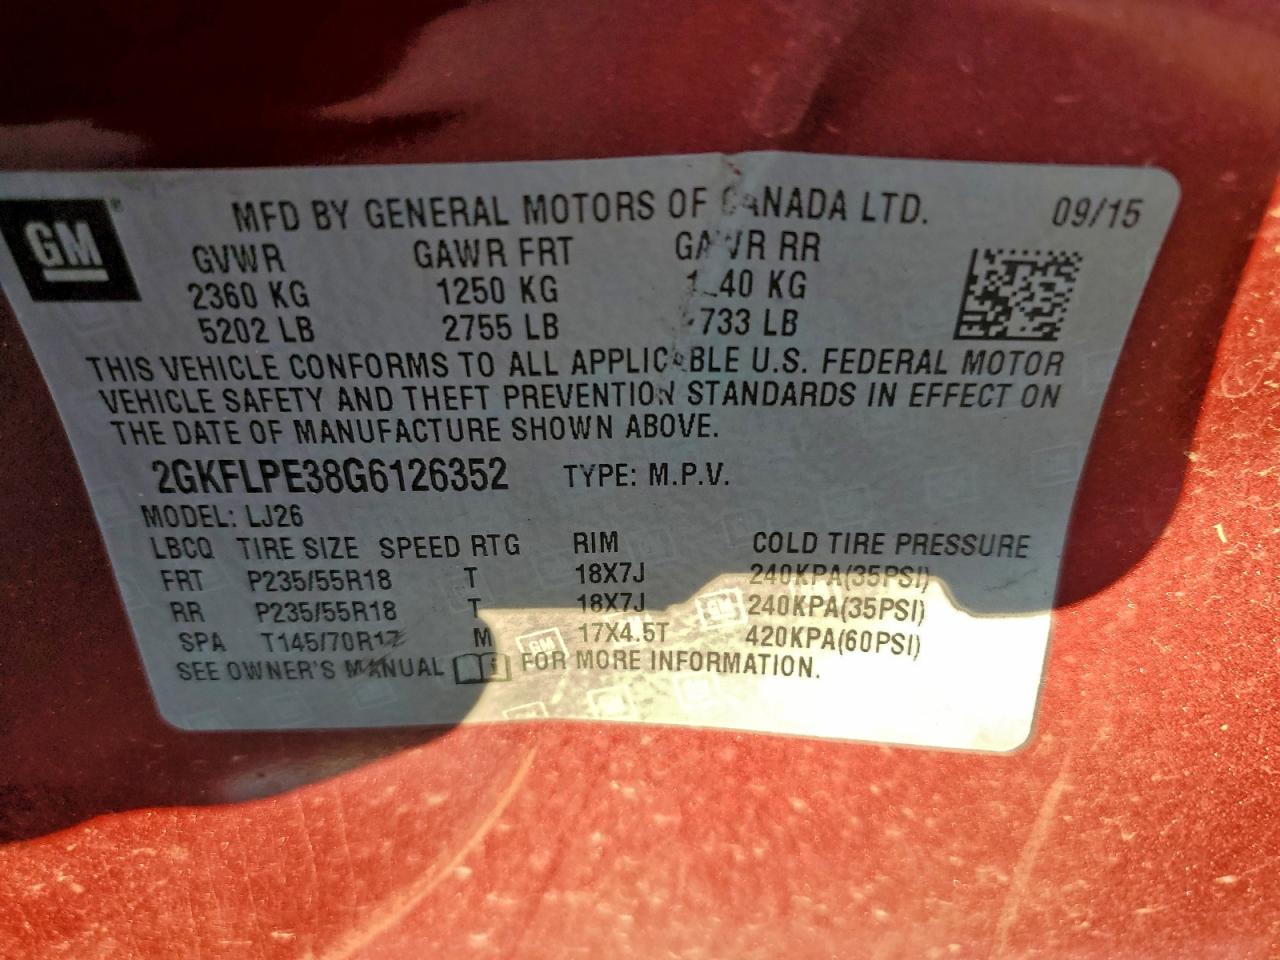 GM
MFD BY GENERAL MOTORS OF CANADA LTD. 09/15
GVWR GAWR FRT GAWR RR
2360 KG 1250 KG
5202 LB 2755 LB LB
THIS VEHICLE CONFORMS TO ALL APPLICABLE U.S. FEDERAL MOTOR
VEHICLE SAFETY AND THEFT PREVENTION STANDARDS IN EFFECT ON
THE DATE OF MANUFACTURE SHOWN ABOVE.
2GKFLPE38G6126352 TYPE: M.P.V.
MODEL: LJ26
LBCQ TIRE SIZE SPEED RTG RIM COLD TIRE PRESSURE
FRT P235/55R18 T 18X7J 240KPA(35PSI)
RR P235/55R18 T 18X7J 240KPA(35PSI)
SPA T145/70R17 M 17X4.5T 420KPA(60PSI)
SEE OWNER'S MANUAL FOR MORE INFORMATION.